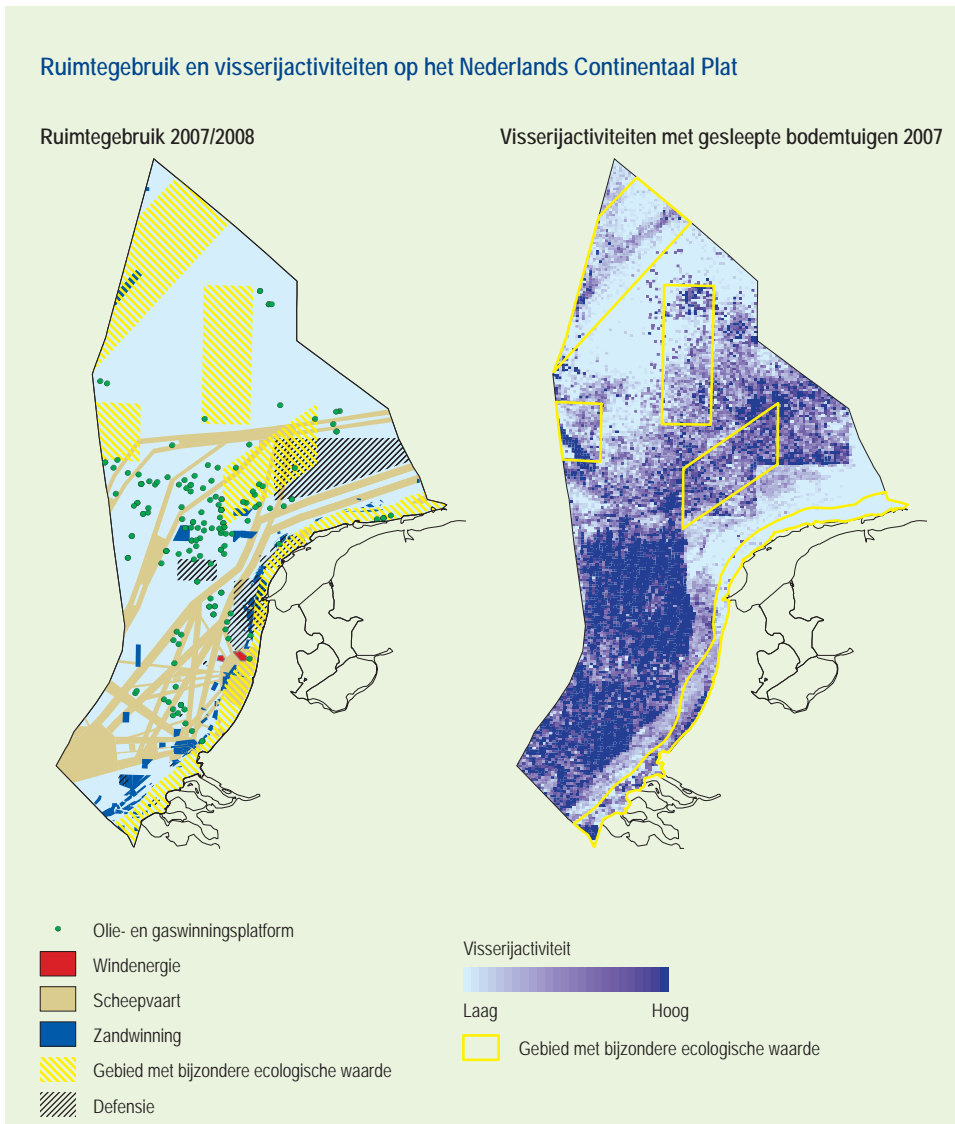 Ruimtegebruik en visserijactiviteiten op het Nederlands Continentaal Plat
Ruimtegebruik 2007/2008
Visserijactiviteiten met gesleepte bodemtuigen 2007
Olie- en gaswinningsplatform
Windenergie
Scheepvaart
Zandwinning
Gebied met bijzondere ecologische waarde
Defensie
Visserijactiviteit
Laag Hoog
Gebied met bijzondere ecologische waarde